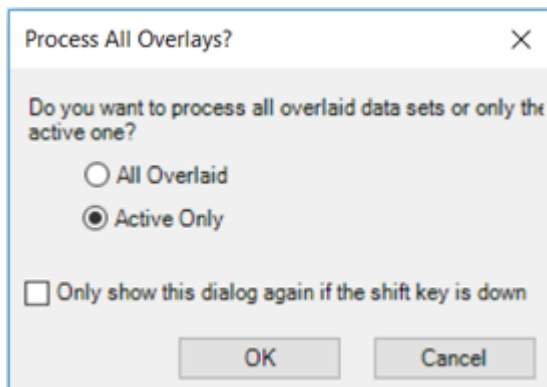 Process All Overlays?
Do you want to process all overlaid data sets or only the
active one?
All Overlaid
Active Only
Only show this dialog again if the shift key is down
OK
Cancel